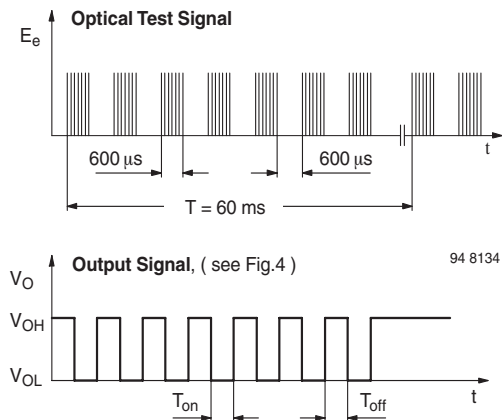 Optical Test Signal
Ee
t
600 µs
600 µs
T = 60 ms
Output Signal, ( see Fig.4 )
94 8134
VO
VOH
VOL
t
Ton
Toff